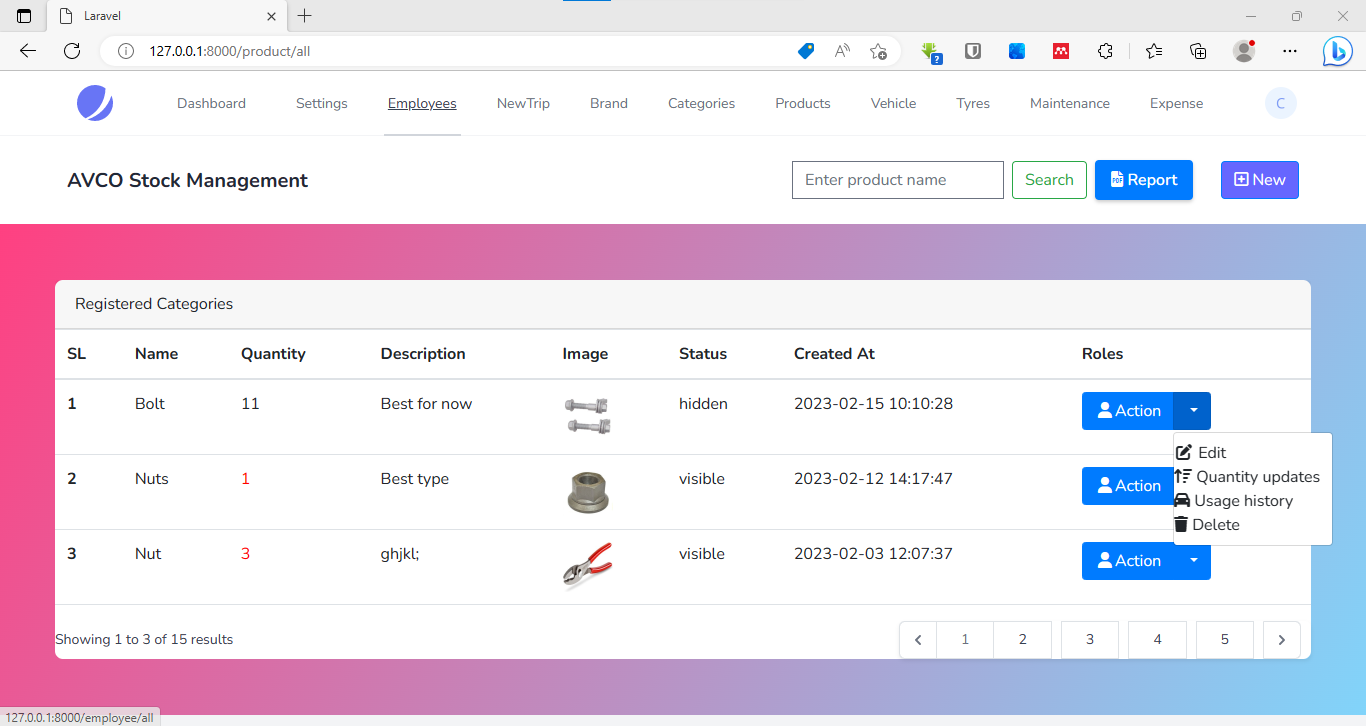 Laravel
127.0.0.1:8000/product/all
Dashboard Settings Employees NewTrip Brand Categories Products Vehicle Tyres Maintenance Expense C
AVCO Stock Management
Enter product name Search PDF Report New
Registered Categories
SL Name Quantity Description Image Status Created At Roles
1 Bolt 11 Best for now hidden 2023-02-15 10:10:28 Action
Edit
Quantity updates
Usage history
Delete
2 Nuts 1 Best type visible 2023-02-12 14:17:47 Action
3 Nut 3 ghjkl; visible 2023-02-03 12:07:37 Action
Showing 1 to 3 of 15 results 1 2 3 4 5
127.0.0.1:8000/employee/all